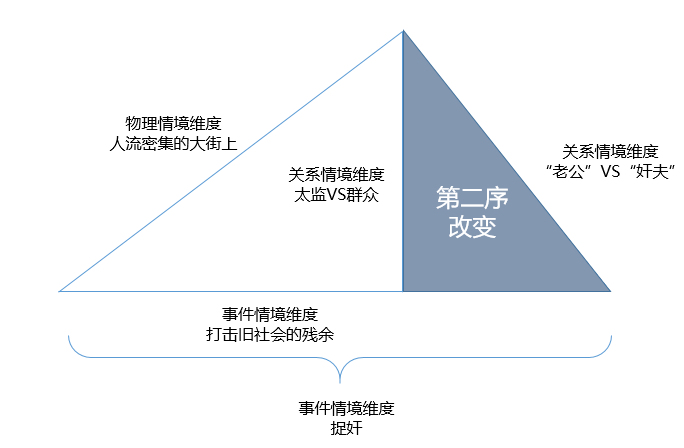 物理情境维度
人流密集的大街上
关系情境维度
太监VS群众
第二序
改变
关系情境维度
“老公”VS“奸夫”
事件情境维度
打击旧社会的残余
事件情境维度
捉奸